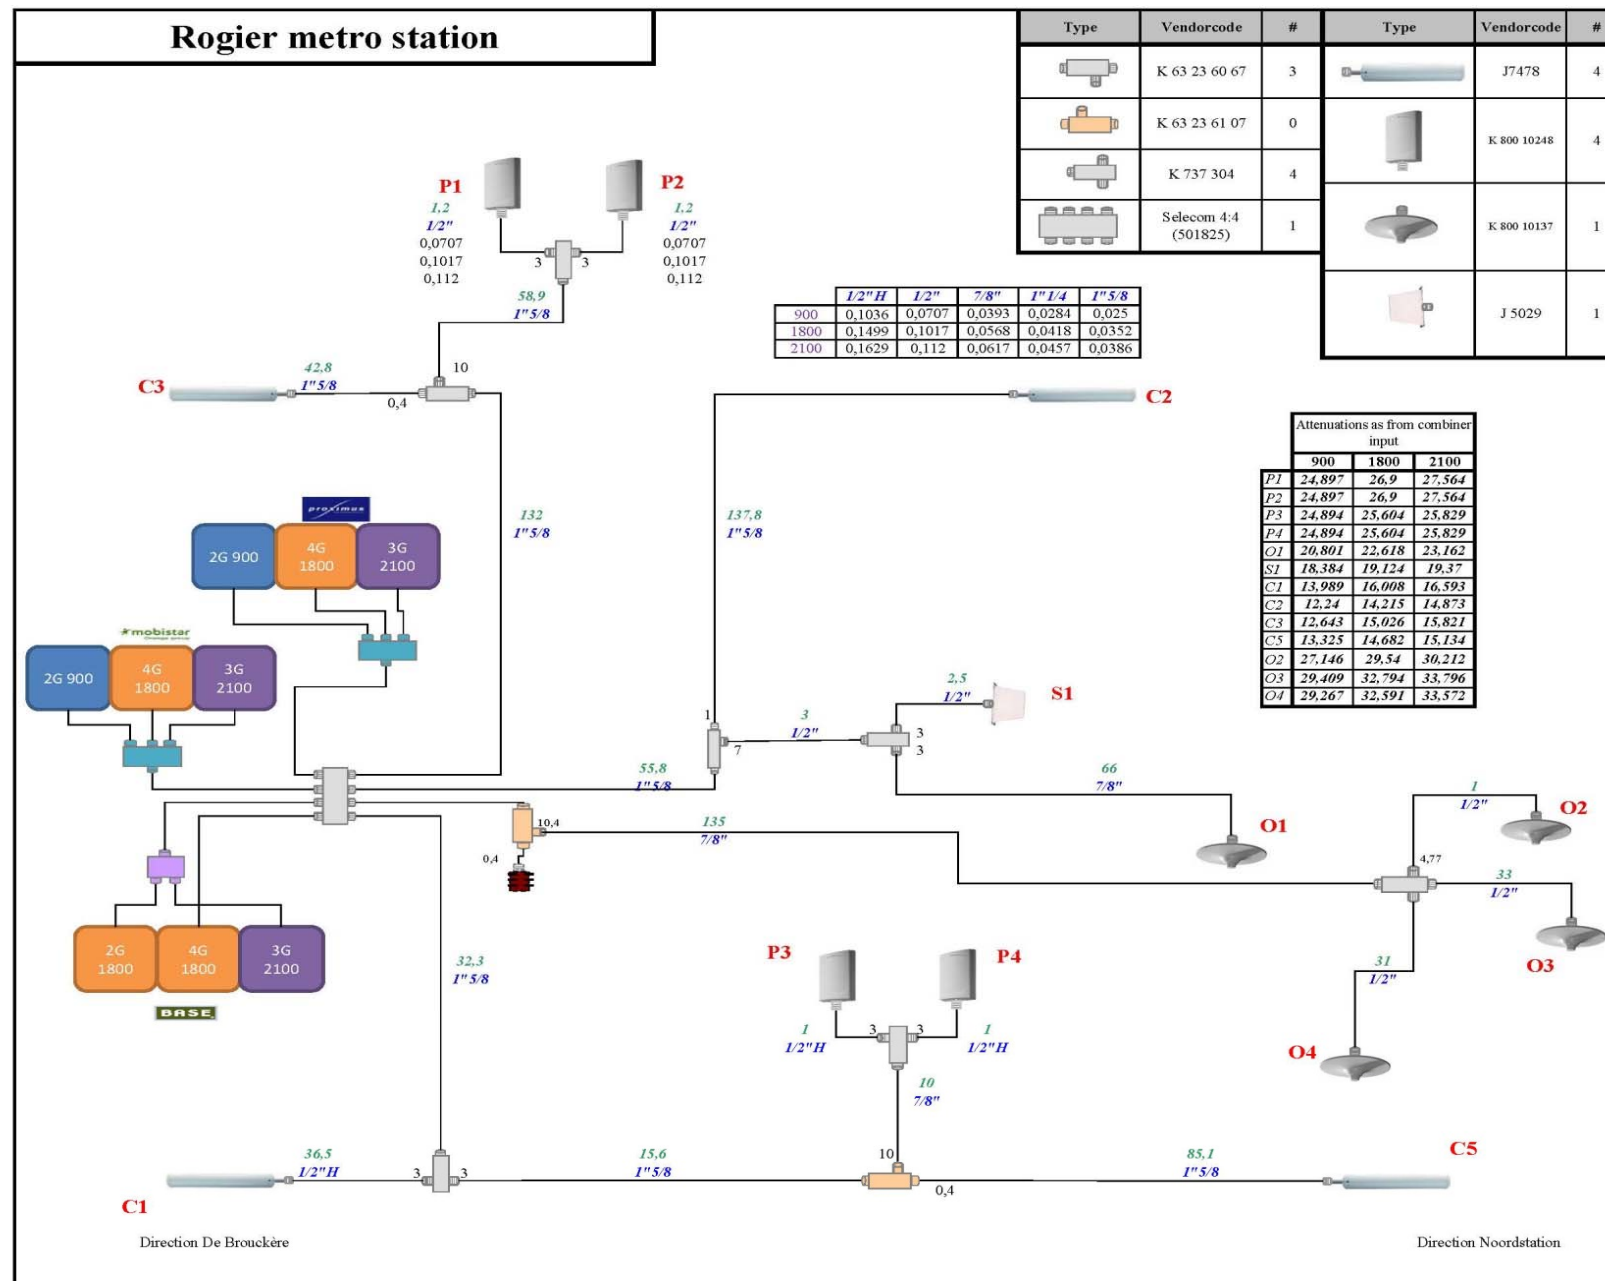 Rogier metro station
Type Vendorcode #
K 63 23 60 67 3
K 63 23 61 07 0
K 737 304 4
Selecom 4:4
(501825) 1
Type Vendorcode #
J7478 4
K 800 10248 4
K 800 10137 1
J 5029 1
P1
1,2
1/2"
0,0707
0,1017
0,112
P2
1,2
1/2"
0,0707
0,1017
0,112
3 3
58,9
1"5/8
10
C3
42,8
1"5/8
0,4
1/2"H 1/2" 7/8" 1"1/4 1"5/8
900 0,1036 0,0707 0,0393 0,0284 0,025
1800 0,1499 0,1017 0,0568 0,0418 0,0352
2100 0,1629 0,112 0,0617 0,0457 0,0386
C2
Attenuations as from combiner
input
900 1800 2100
P1 24,897 26,9 27,564
P2 24,897 26,9 27,564
P3 24,894 25,604 25,829
P4 24,894 25,604 25,829
O1 20,801 22,618 23,162
S1 18,384 19,124 19,37
C1 13,989 16,008 16,593
C2 12,24 14,215 14,873
C3 12,643 15,026 15,821
C5 13,325 14,682 15,134
O2 27,146 29,54 30,212
O3 29,409 32,794 33,796
O4 29,267 32,591 33,572
132
1"5/8
137,8
1"5/8
proximus
2G 900
4G
1800
3G
2100
mobistar
2G 900
4G
1800
3G
2100
2,5
1/2"
S1
1
7
3
1/2"
3
3
55,8
1"5/8
66
7/8"
O1
10,4
0,4
135
7/8"
1
1/2"
O2
4,77
33
1/2"
O3
31
1/2"
O4
2G
1800
4G
1800
3G
2100
BASE
32,3
1"5/8
P3
P4
1
1/2"H
3 3
1
1/2"H
10
7/8"
C1
36,5
1/2"H
3 3
15,6
1"5/8
10
0,4
85,1
1"5/8
C5
Direction De Brouckère
Direction Noordstation